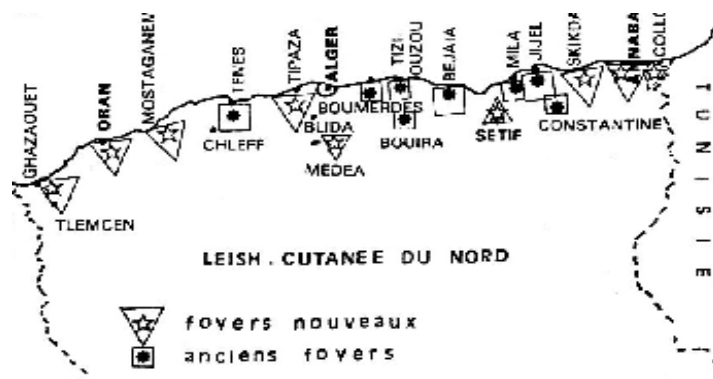 GHAZAOUET
ORAN
MOSTAGANEM
TENES
TIPAZA
ALGER
TIZI
OUZOU
BEJAIA
MILA
JIJEL
SKIKDA
ANNABA
COLLO
BOUMERDES
BLIDA
CHLEFF
BOUIRA
MEDEA
SETIF
CONSTANTINE
TLEMCEN
TUNISIE
LEISH. CUTANEE DU NORD
foyers nouveaux
anciens foyers